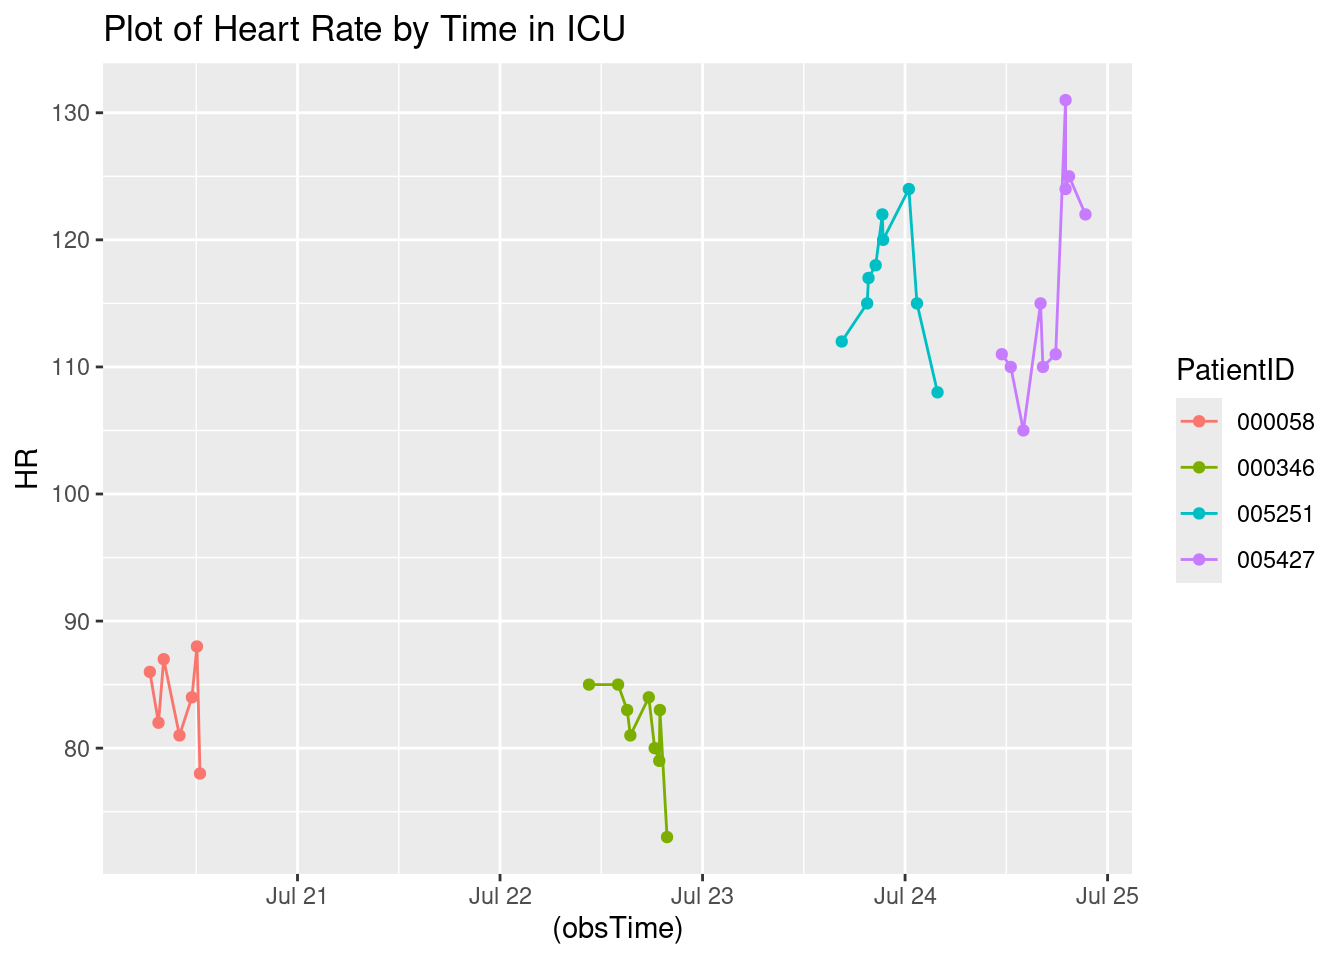 Plot of Heart Rate by Time in ICU
130
120
110
100
90
80
HR
Jul 21
Jul 22
Jul 23
Jul 24
Jul 25
(obsTime)
PatientID
000058
000346
005251
005427